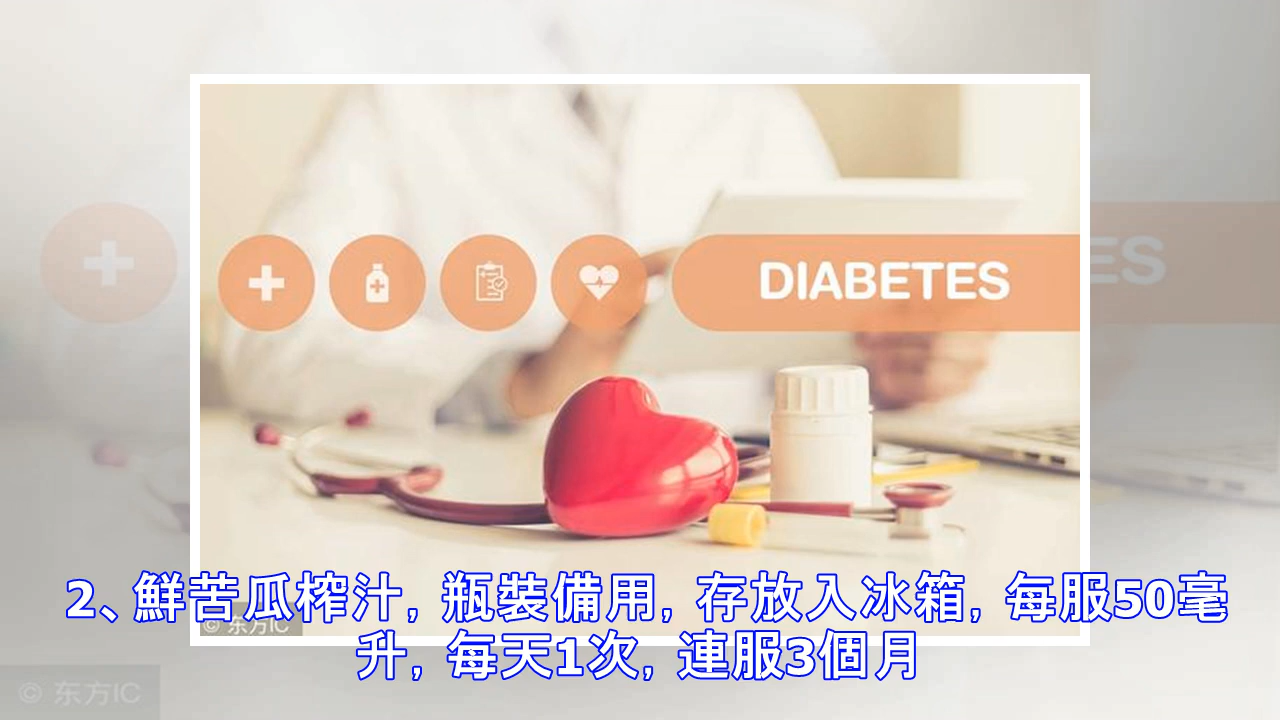 DIABETES
ES
2、鮮苦瓜榨汁, 瓶裝備用, 存放入冰箱, 每服50毫
升, 每天1次, 連服3個月
© 东方IC
© 东方IC